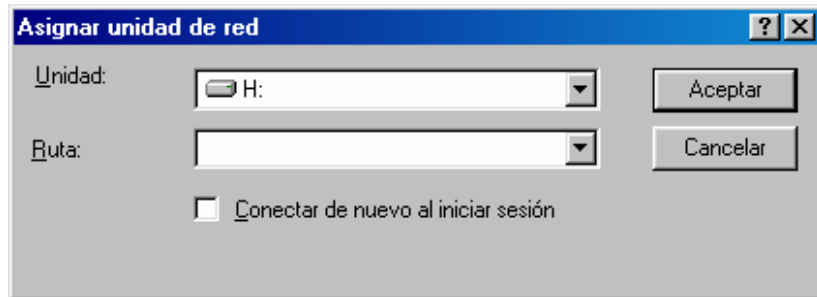 Asignar unidad de red
Unidad:
H:
Aceptar
Ruta:
Cancelar
Conectar de nuevo al iniciar sesión